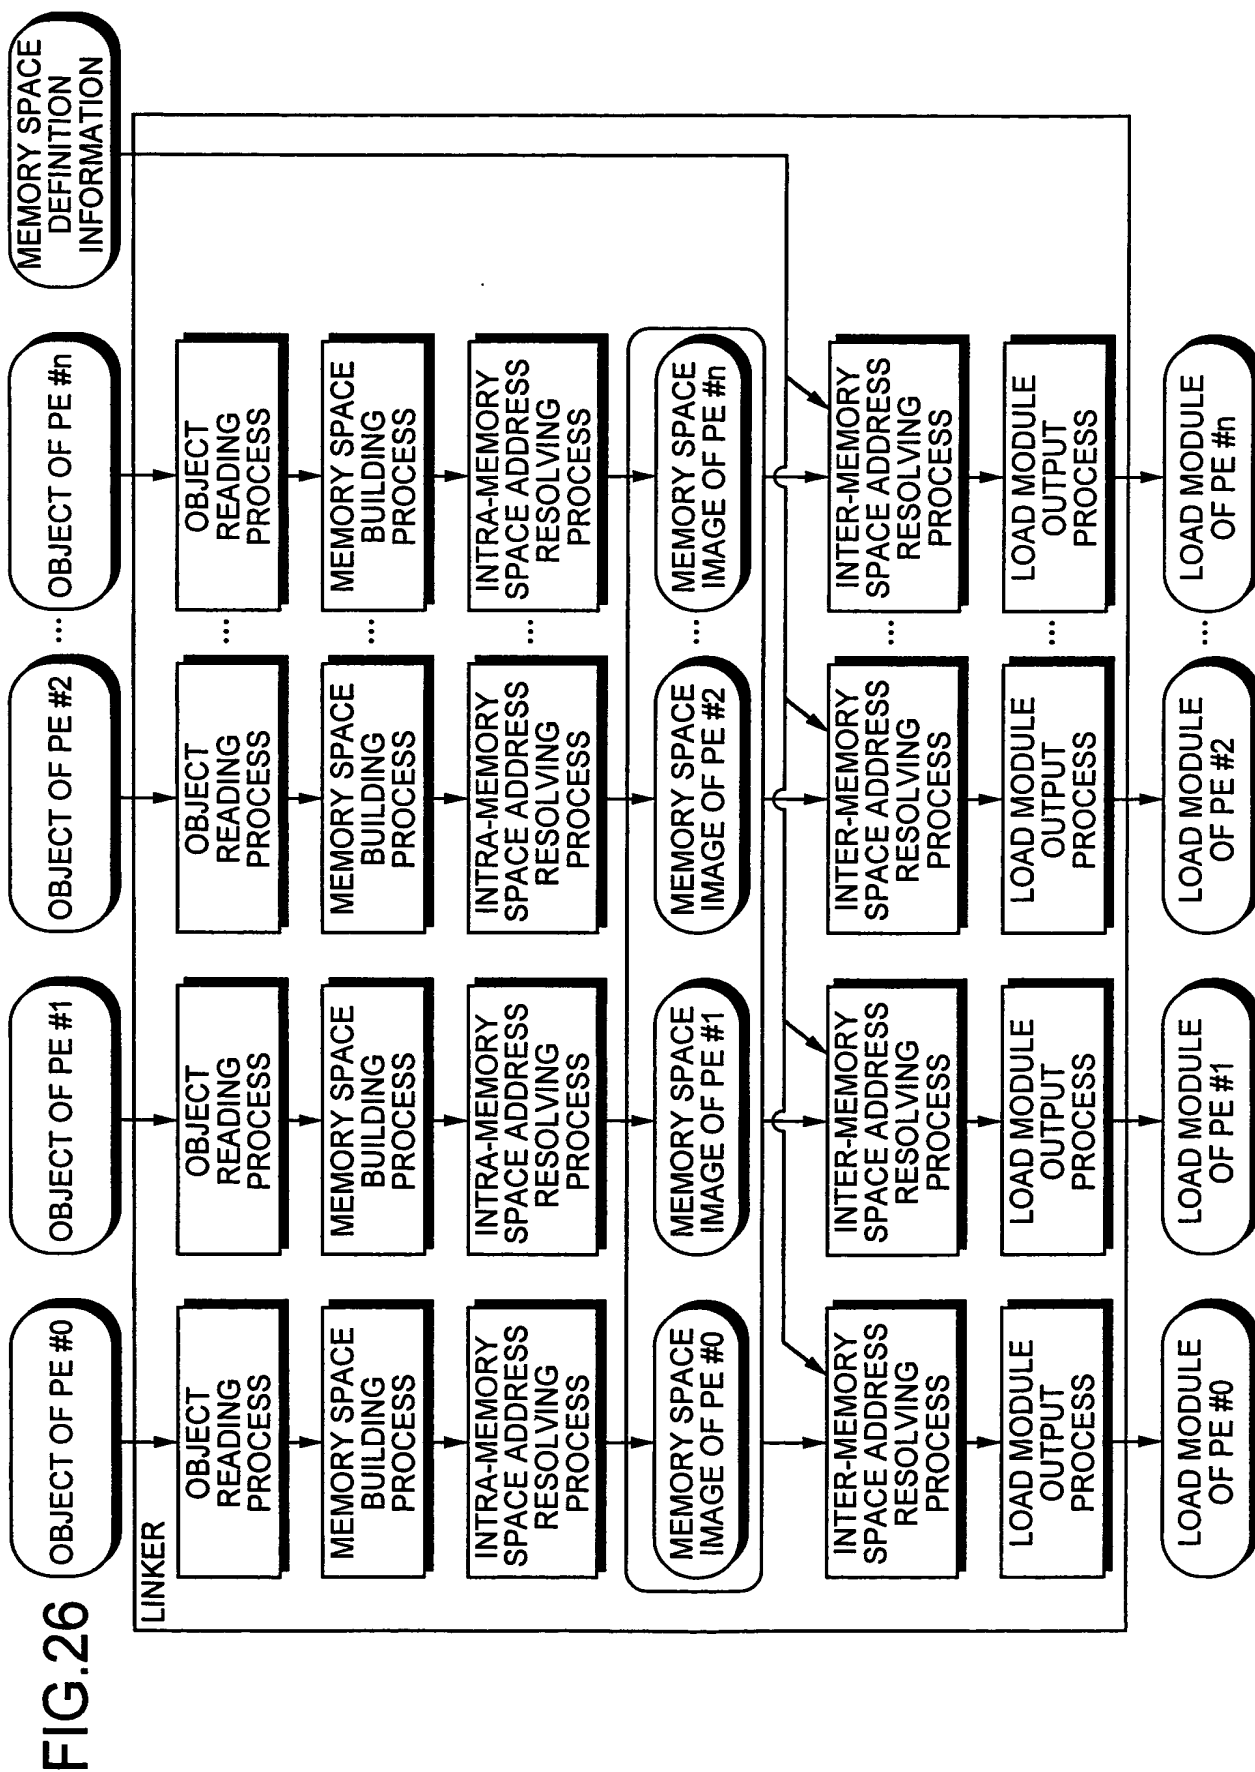 FIG.26
OBJECT OF PE #0
OBJECT OF PE #1
OBJECT OF PE #2
...
OBJECT OF PE #n
MEMORY SPACE
DEFINITION
INFORMATION
LINKER
OBJECT
READING
PROCESS
OBJECT
READING
PROCESS
OBJECT
READING
PROCESS
...
OBJECT
READING
PROCESS
MEMORY SPACE
BUILDING
PROCESS
MEMORY SPACE
BUILDING
PROCESS
MEMORY SPACE
BUILDING
PROCESS
...
MEMORY SPACE
BUILDING
PROCESS
INTRA-MEMORY
SPACE ADDRESS
RESOLVING
PROCESS
INTRA-MEMORY
SPACE ADDRESS
RESOLVING
PROCESS
INTRA-MEMORY
SPACE ADDRESS
RESOLVING
PROCESS
...
INTRA-MEMORY
SPACE ADDRESS
RESOLVING
PROCESS
MEMORY SPACE
IMAGE OF PE #0
MEMORY SPACE
IMAGE OF PE #1
MEMORY SPACE
IMAGE OF PE #2
...
MEMORY SPACE
IMAGE OF PE #n
INTER-MEMORY
SPACE ADDRESS
RESOLVING
PROCESS
INTER-MEMORY
SPACE ADDRESS
RESOLVING
PROCESS
INTER-MEMORY
SPACE ADDRESS
RESOLVING
PROCESS
...
INTER-MEMORY
SPACE ADDRESS
RESOLVING
PROCESS
LOAD MODULE
OUTPUT
PROCESS
LOAD MODULE
OUTPUT
PROCESS
LOAD MODULE
OUTPUT
PROCESS
...
LOAD MODULE
OUTPUT
PROCESS
LOAD MODULE
OF PE #0
LOAD MODULE
OF PE #1
LOAD MODULE
OF PE #2
...
LOAD MODULE
OF PE #n